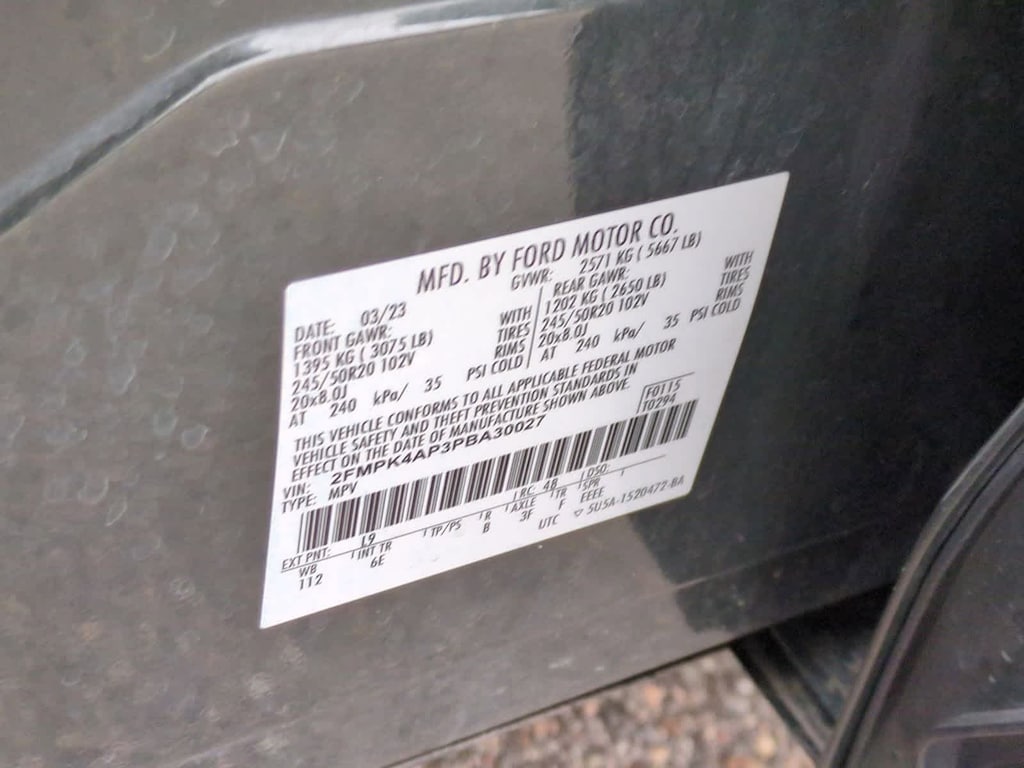 MFD. BY FORD MOTOR CO.
DATE: 03/23 GVWR: 2571 KG ( 5667 LB)
FRONT GAWR: REAR GAWR:
1395 KG ( 3075 LB) WITH 1202 KG ( 2650 LB) WITH
245/50R20 102V TIRES 245/50R20 102V TIRES
20x8.0J RIMS 20x8.0J RIMS
AT 240 kPa/ 35 PSI COLD AT 240 kPa/ 35 PSI COLD
THIS VEHICLE CONFORMS TO ALL APPLICABLE FEDERAL MOTOR
VEHICLE SAFETY AND THEFT PREVENTION STANDARDS IN
EFFECT ON THE DATE OF MANUFACTURE SHOWN ABOVE.
F0115
T0294
VIN: 2FMPK4AP3PBA30027
TYPE: MPV
EXT PNT: J9 RC: 4B DSO:
WB INT TR TP/PS R AXLE TR SPR
112 6E B 3F F EEEE
UTC ▽ 5U5A-1520472-BA